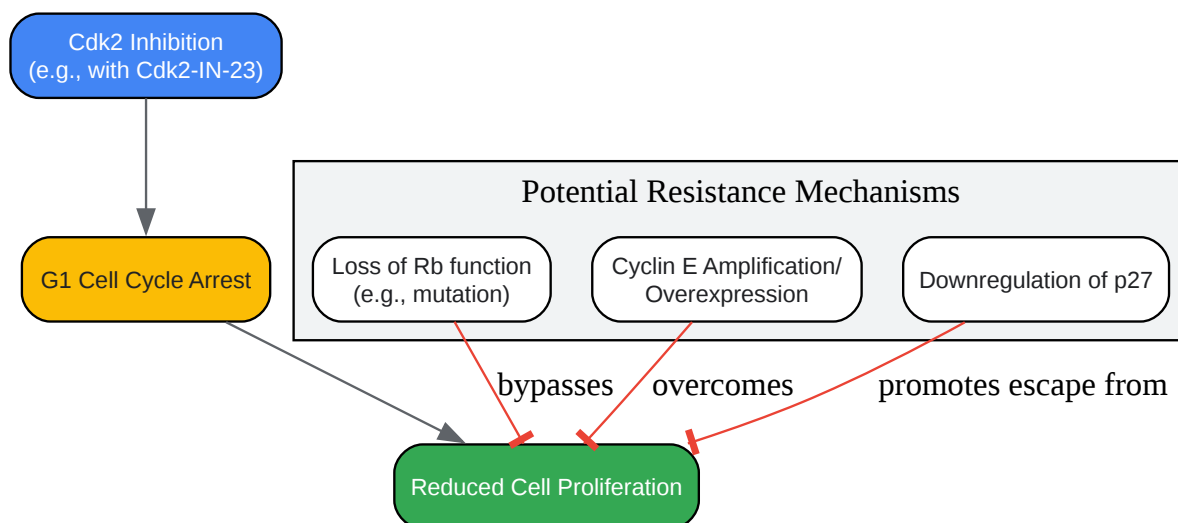 Cdk2 Inhibition
(e.g., with Cdk2-IN-23)
Potential Resistance Mechanisms
G1 Cell Cycle Arrest
Loss of Rb function
(e.g., mutation)
Cyclin E Amplification/
Overexpression
Downregulation of p27
bypasses
overcomes
promotes escape from
Reduced Cell Proliferation